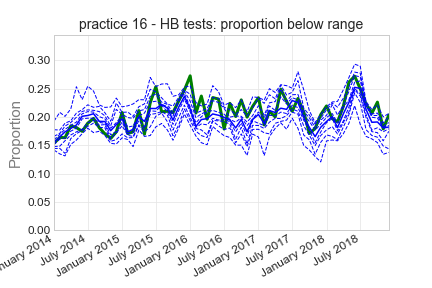 practice 16 - HB tests: proportion below range
Proportion
0.30
0.25
0.20
0.15
0.10
0.05
0.00
nuary 2014
July 2014
January 2015
July 2015
January 2016
July 2016
January 2017
July 2017
January 2018
July 2018